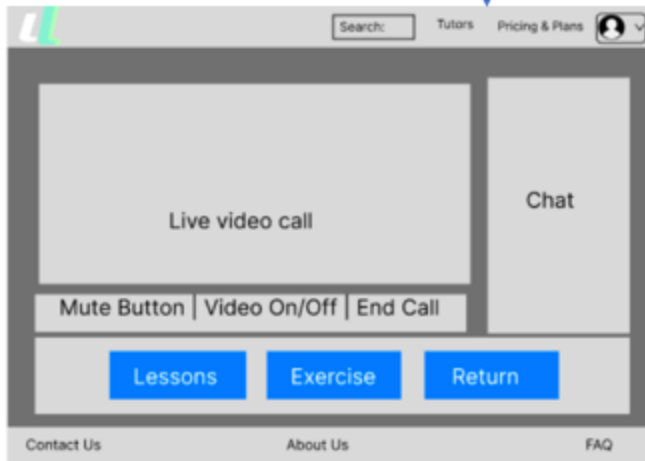 Search: Tutors Pricing & Plans
Live video call
Chat
Mute Button | Video On/Off | End Call
Lessons Exercise Return
Contact Us About Us FAQ